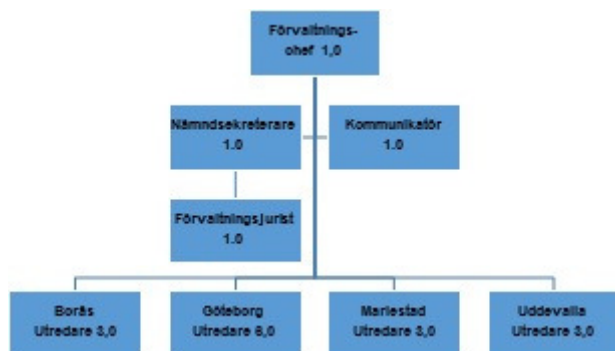 Förvaltnings-
chef 1,0
Nämndsekreterare
1.0
Kommunikatör
1.0
Förvaltningsjurist
1.0
Borås
Utredare 3,0
Göteborg
Utredare 6,0
Mariestad
Utredare 3,0
Uddevalla
Utredare 3,0